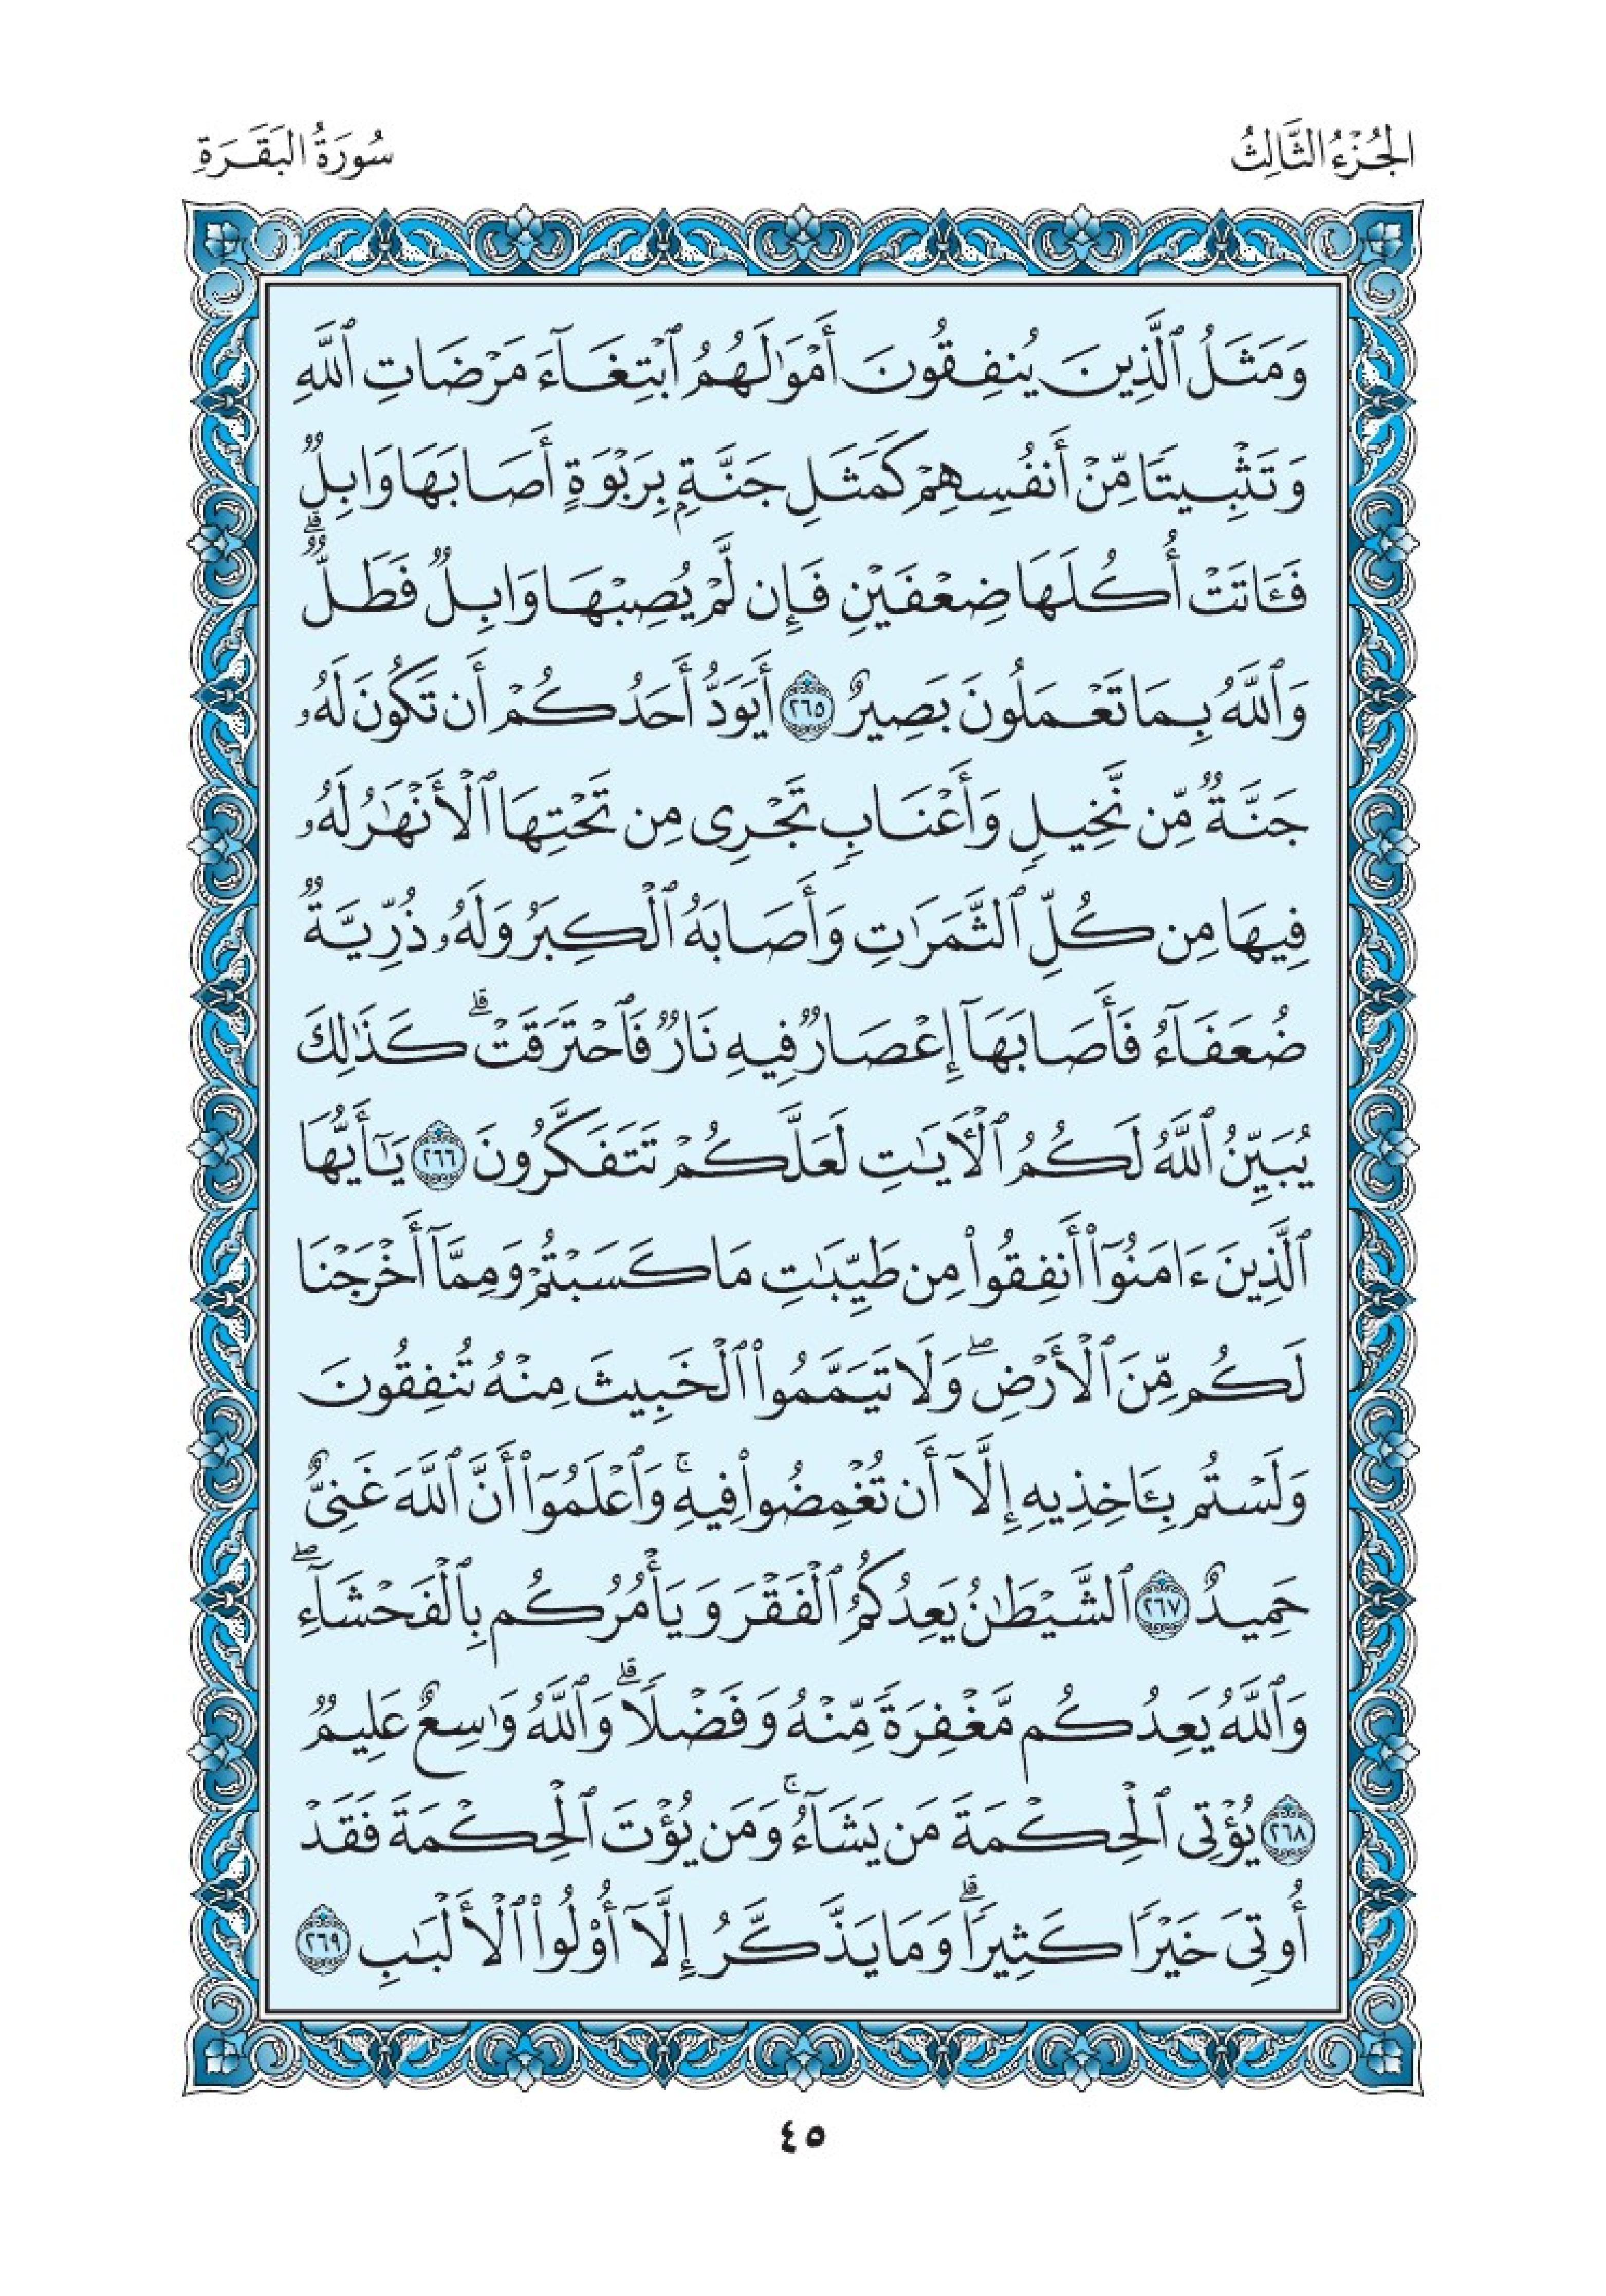 الجُزْءُ الثَّالِثُ
سُورَةُ البَقَرَةِ
وَمَثَلُ ٱلَّذِينَ يُنفِقُونَ أَمْوَٰلَهُمُ ٱبْتِغَآءَ مَرْضَاتِ ٱللَّهِ
وَتَثْبِيتًا مِّنْ أَنفُسِهِمْ كَمَثَلِ جَنَّةٍۭ بِرَبْوَةٍ أَصَابَهَا وَابِلٌ
فَـَٔاتَتْ أُكُلَهَا ضِعْفَيْنِ فَإِن لَّمْ يُصِبْهَا وَابِلٌ فَطَلٌّ ۗ
وَٱللَّهُ بِمَا تَعْمَلُونَ بَصِيرٌ ٢٦٥ أَيَوَدُّ أَحَدُكُمْ أَن تَكُونَ لَهُۥ
جَنَّةٌ مِّن نَّخِيلٍ وَأَعْنَابٍ تَجْرِى مِن تَحْتِهَا ٱلْأَنْهَٰرُ لَهُۥ
فِيهَا مِن كُلِّ ٱلثَّمَرَٰتِ وَأَصَابَهُ ٱلْكِبَرُ وَلَهُۥ ذُرِّيَّةٌ
ضُعَفَآءُ فَأَصَابَهَآ إِعْصَارٌ فِيهِ نَارٌ فَٱحْتَرَقَتْ ۗ كَذَٰلِكَ
يُبَيِّنُ ٱللَّهُ لَكُمُ ٱلْـَٔايَٰتِ لَعَلَّكُمْ تَتَفَكَّرُونَ ٢٦٦ يَٰٓأَيُّهَا
ٱلَّذِينَ ءَامَنُوٓا۟ أَنفِقُوا۟ مِن طَيِّبَٰتِ مَا كَسَبْتُمْ وَمِمَّآ أَخْرَجْنَا
لَكُم مِّنَ ٱلْأَرْضِ ۖ وَلَا تَيَمَّمُوا۟ ٱلْخَبِيثَ مِنْهُ تُنفِقُونَ
وَلَسْتُم بِـَٔاخِذِيهِ إِلَّآ أَن تُغْمِضُوا۟ فِيهِ ۚ وَٱعْلَمُوٓا۟ أَنَّ ٱللَّهَ غَنِىٌّ
حَمِيدٌ ٢٦٧ ٱلشَّيْطَٰنُ يَعِدُكُمُ ٱلْفَقْرَ وَيَأْمُرُكُم بِٱلْفَحْشَآءِ ۖ
وَٱللَّهُ يَعِدُكُم مَّغْفِرَةً مِّنْهُ وَفَضْلًا ۗ وَٱللَّهُ وَٰسِعٌ عَلِيمٌ
٢٦٨ يُؤْتِى ٱلْحِكْمَةَ مَن يَشَآءُ ۚ وَمَن يُؤْتَ ٱلْحِكْمَةَ فَقَدْ
أُوتِىَ خَيْرًا كَثِيرًا ۗ وَمَا يَذَّكَّرُ إِلَّآ أُو۟لُوا۟ ٱلْأَلْبَٰبِ ٢٦٩
٤٥